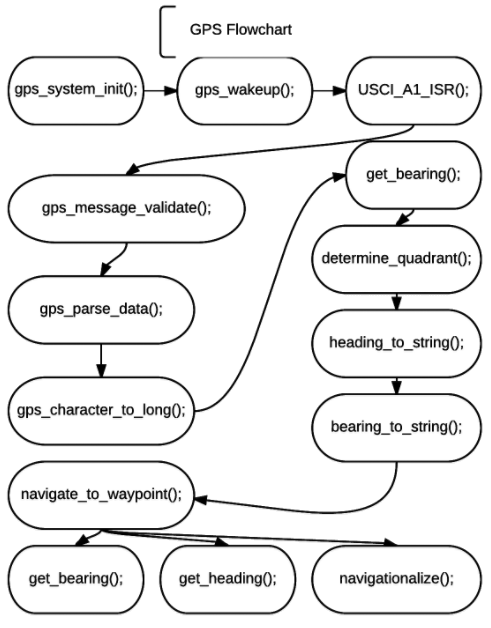 GPS Flowchart
gps_system_init();
gps_wakeup();
USCI_A1_ISR();
gps_message_validate();
get_bearing();
determine_quadrant();
gps_parse_data();
heading_to_string();
gps_character_to_long();
bearing_to_string();
navigate_to_waypoint();
get_bearing();
get_heading();
navigationalize();